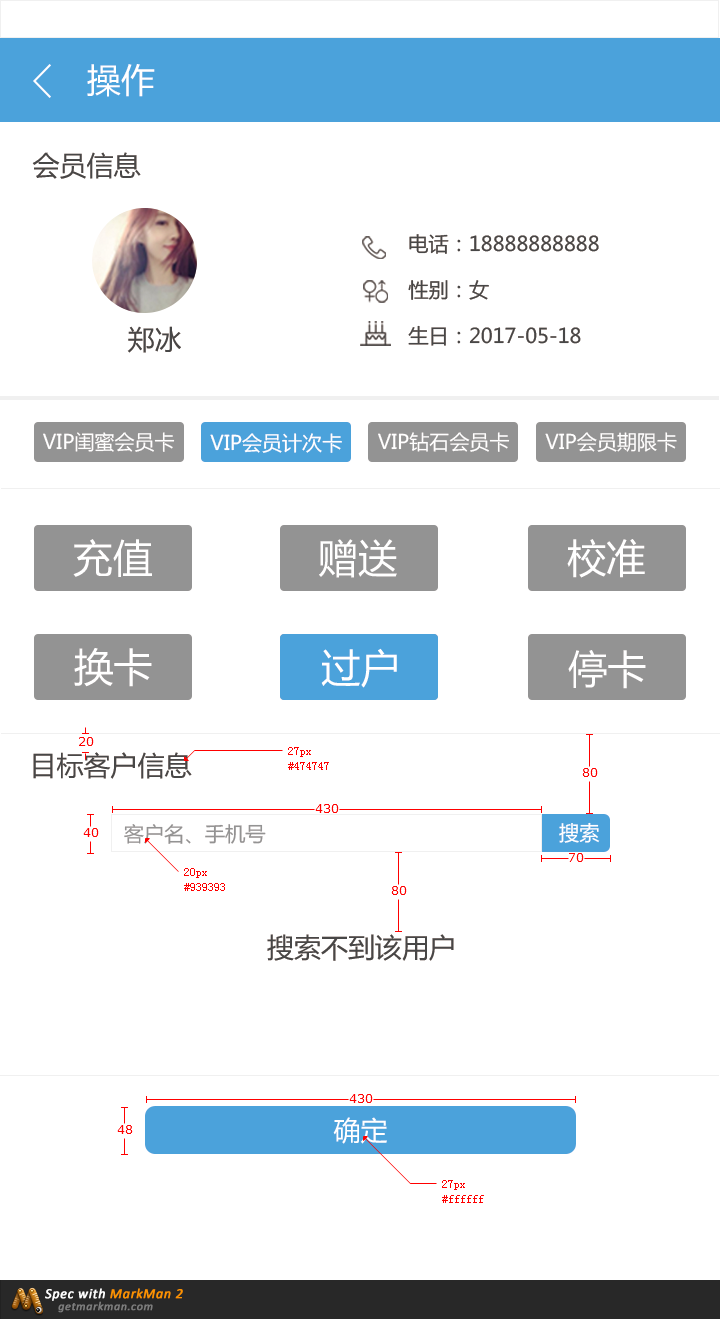 操作
会员信息
郑冰
电话：18888888888
性别：女
生日：2017-05-18
VIP闺蜜会员卡 VIP会员计次卡 VIP钻石会员卡 VIP会员期限卡
充值 赠送 校准
换卡 过户 停卡
20
目标客户信息
27px
#474747
80
430
40
客户名、手机号 搜索
70
20px
#939393
80
搜索不到该用户
430
48
确定
27px
#ffffff
Spec with MarkMan 2
getmarkman.com